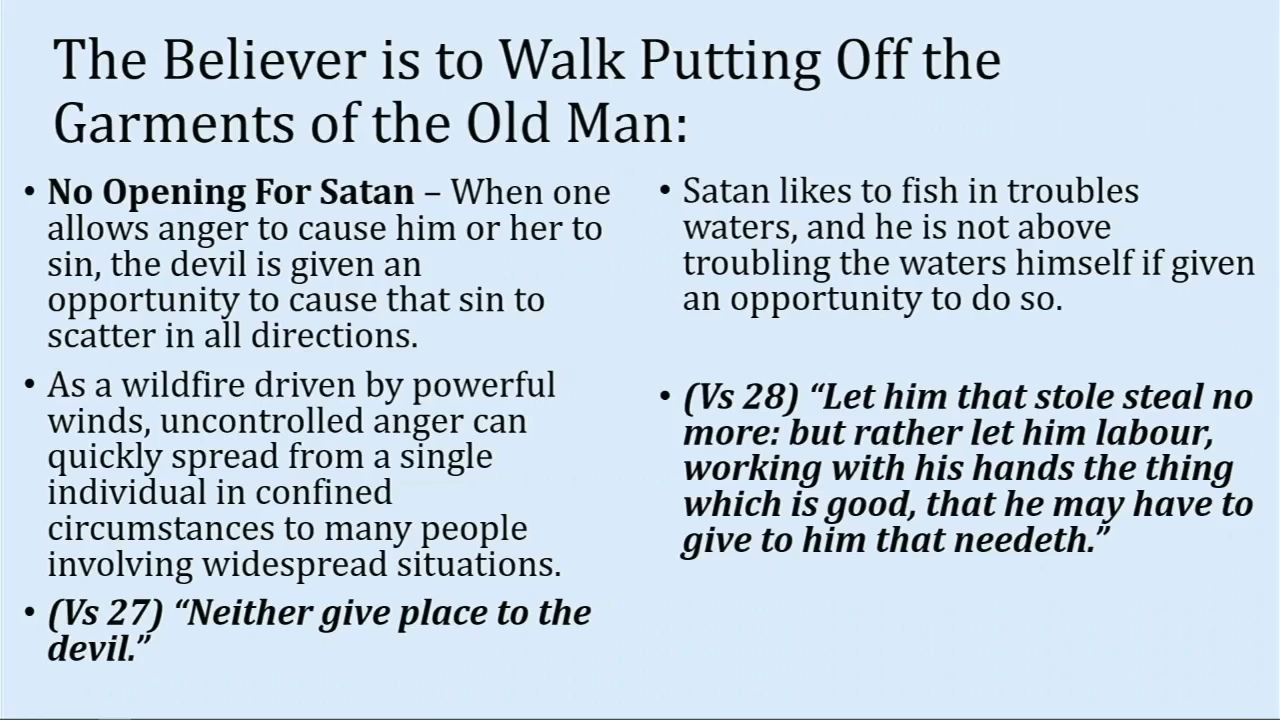 The Believer is to Walk Putting Off the
Garments of the Old Man:
• No Opening For Satan – When one
allows anger to cause him or her to
sin, the devil is given an
opportunity to cause that sin to
scatter in all directions.
• As a wildfire driven by powerful
winds, uncontrolled anger can
quickly spread from a single
individual in confined
circumstances to many people
involving widespread situations.
• (Vs 27) “Neither give place to the
devil.”
• Satan likes to fish in troubles
waters, and he is not above
troubling the waters himself if given
an opportunity to do so.
• (Vs 28) “Let him that stole steal no
more: but rather let him labour,
working with his hands the thing
which is good, that he may have to
give to him that needeth.”